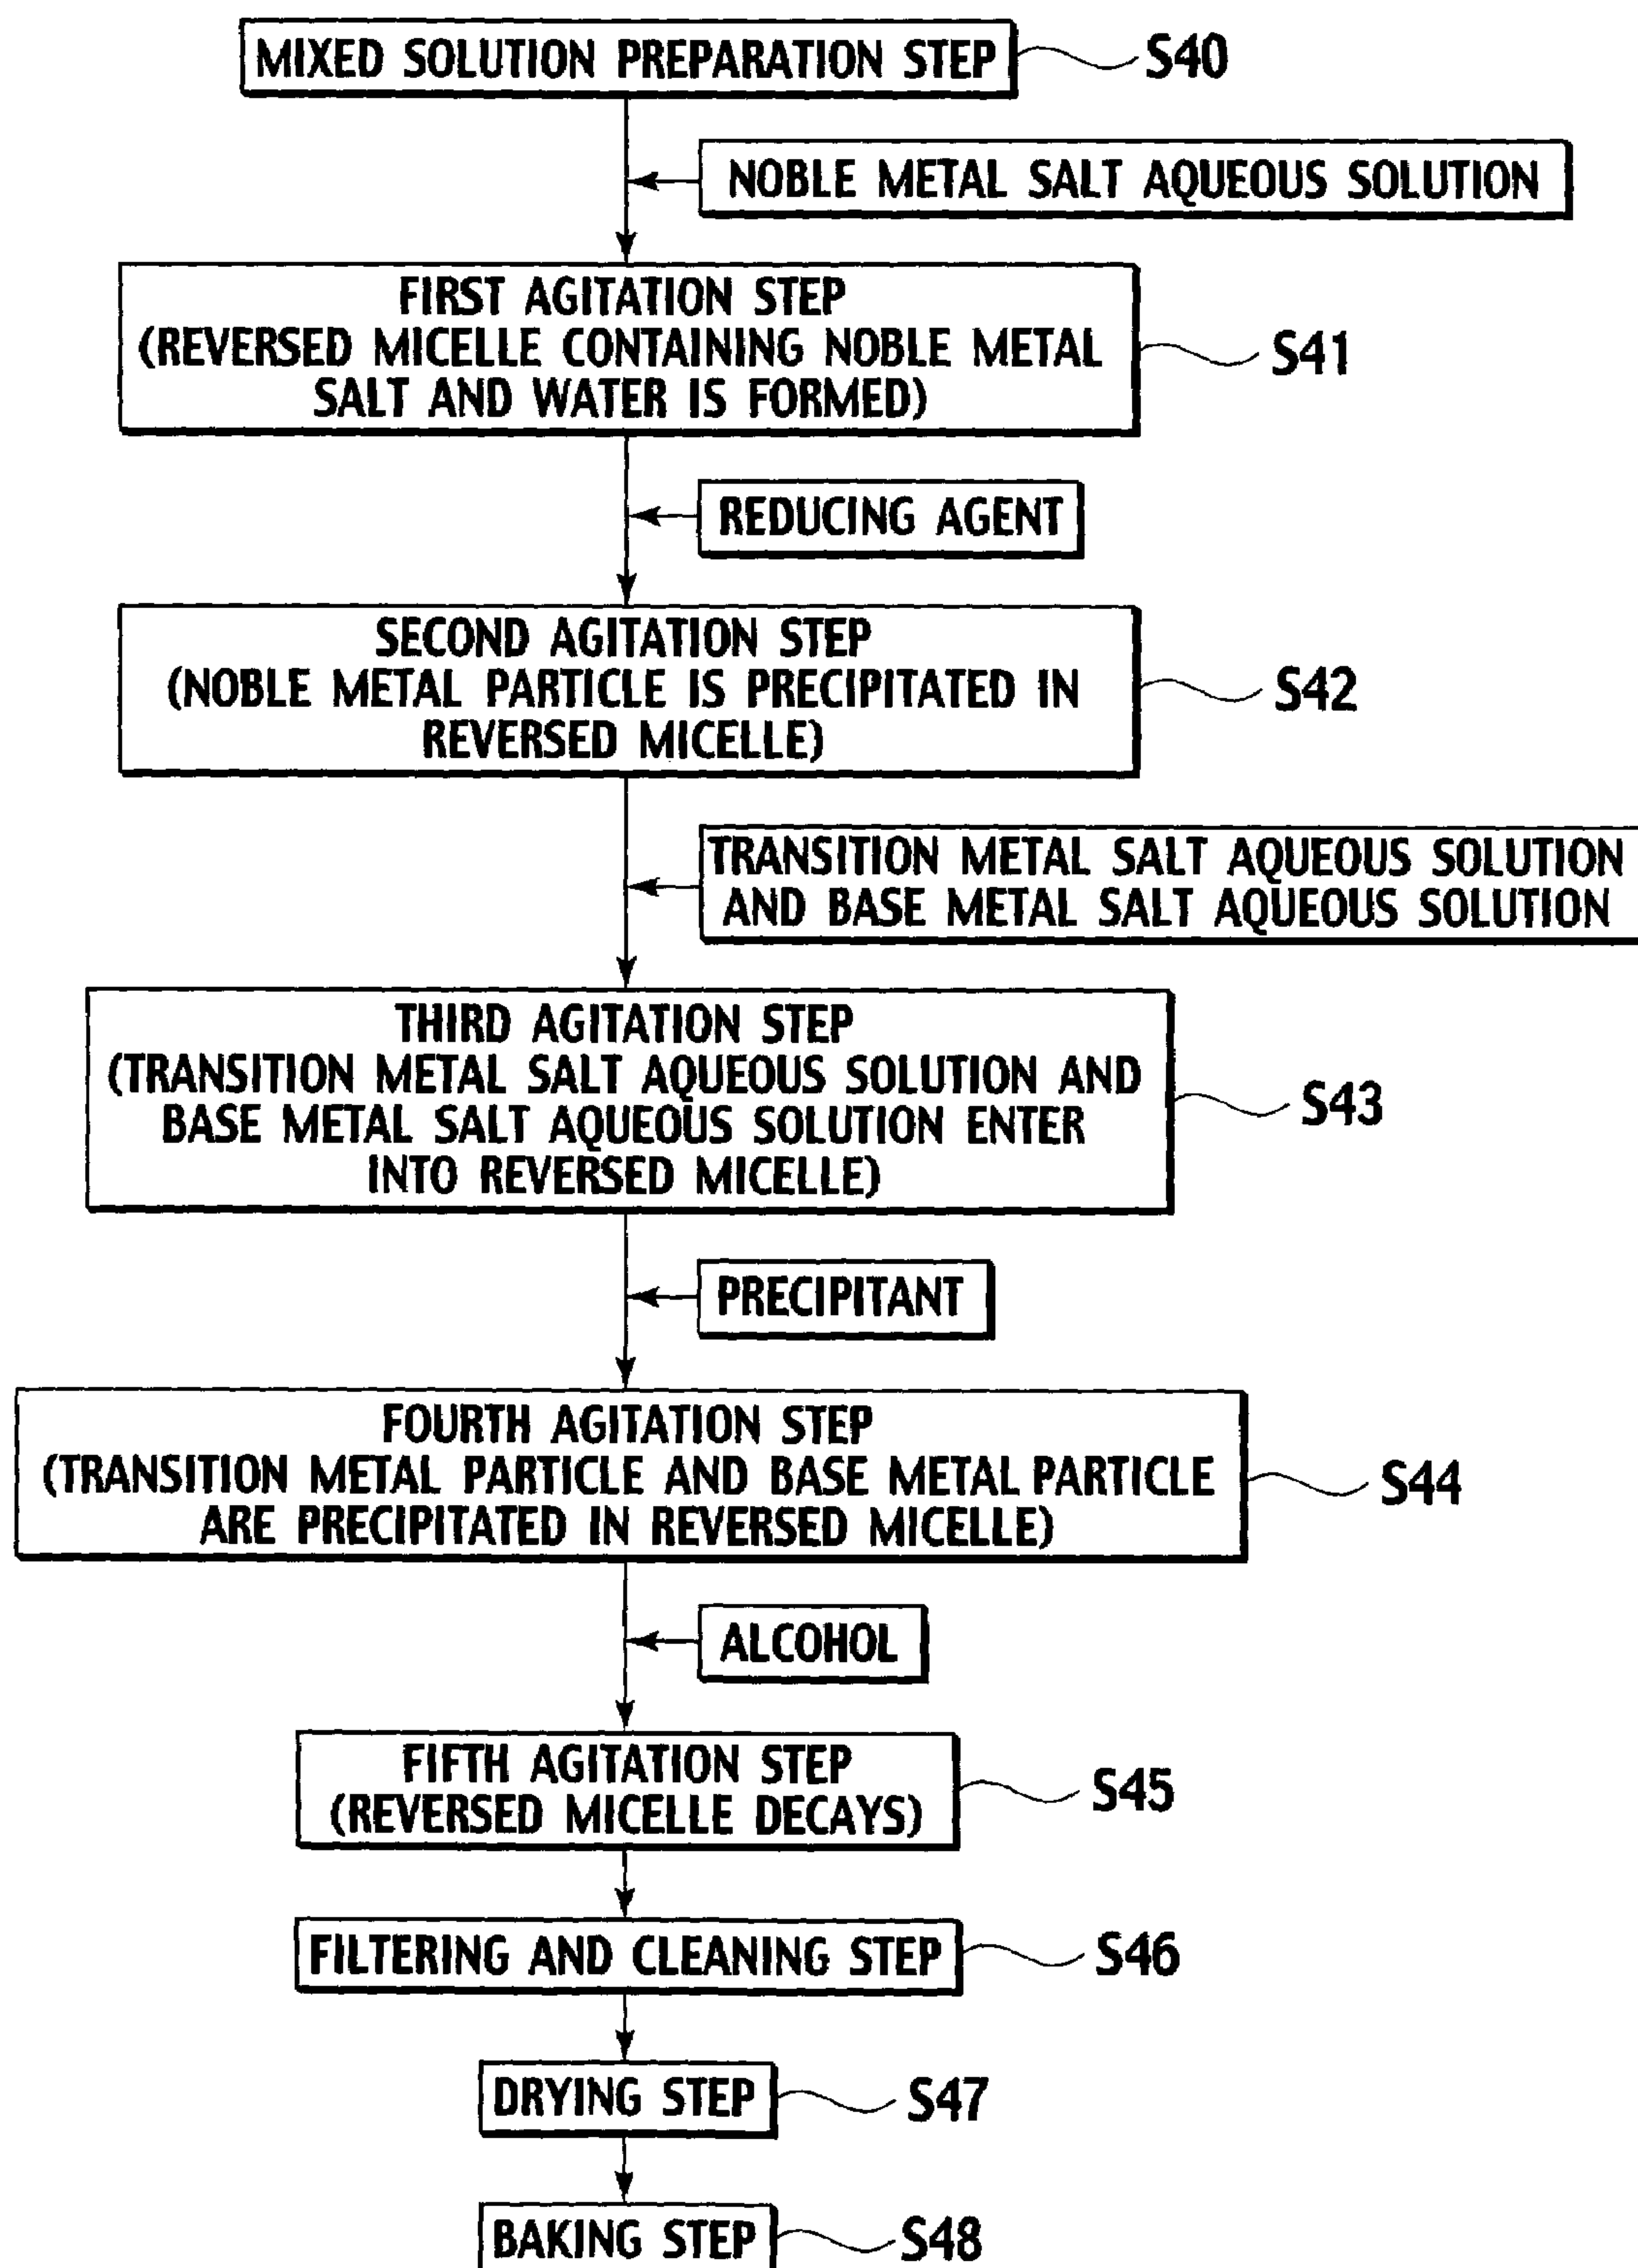 MIXED SOLUTION PREPARATION STEP
S40
NOBLE METAL SALT AQUEOUS SOLUTION
FIRST AGITATION STEP
(REVERSED MICELLE CONTAINING NOBLE METAL
SALT AND WATER IS FORMED)
S41
REDUCING AGENT
SECOND AGITATION STEP
(NOBLE METAL PARTICLE IS PRECIPITATED IN
REVERSED MICELLE)
S42
TRANSITION METAL SALT AQUEOUS SOLUTION
AND BASE METAL SALT AQUEOUS SOLUTION
THIRD AGITATION STEP
(TRANSITION METAL SALT AQUEOUS SOLUTION AND
BASE METAL SALT AQUEOUS SOLUTION ENTER
INTO REVERSED MICELLE)
S43
PRECIPITANT
FOURTH AGITATION STEP
(TRANSITION METAL PARTICLE AND BASE METAL PARTICLE
ARE PRECIPITATED IN REVERSED MICELLE)
S44
ALCOHOL
FIFTH AGITATION STEP
(REVERSED MICELLE DECAYS)
S45
FILTERING AND CLEANING STEP
S46
DRYING STEP
S47
BAKING STEP
S48